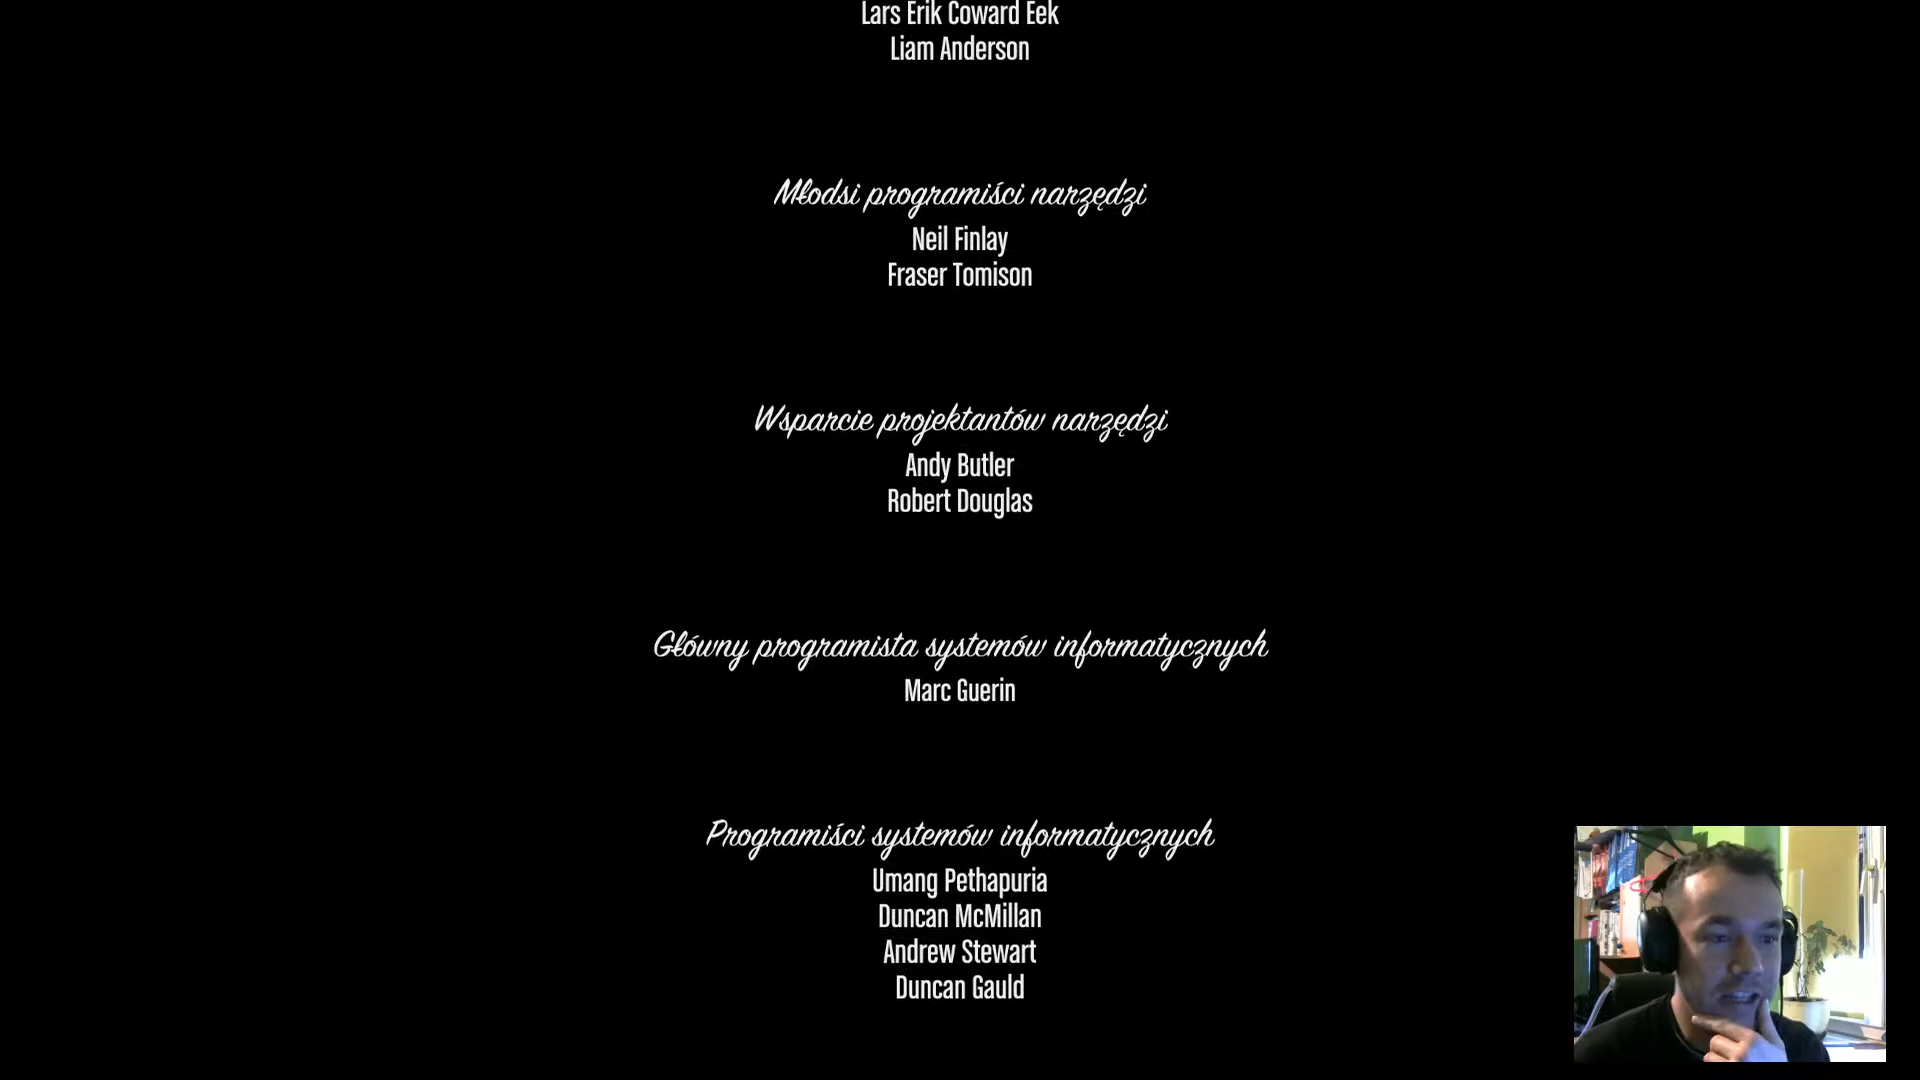 Lars Erik Coward Eek
Liam Anderson
Młodsi programiści narzędzi
Neil Finlay
Fraser Tomison
Wsparcie projektantów narzędzi
Andy Butler
Robert Douglas
Główny programista systemów informatycznych
Marc Guerin
Programiści systemów informatycznych
Umang Pethapuria
Duncan McMillan
Andrew Stewart
Duncan Gauld